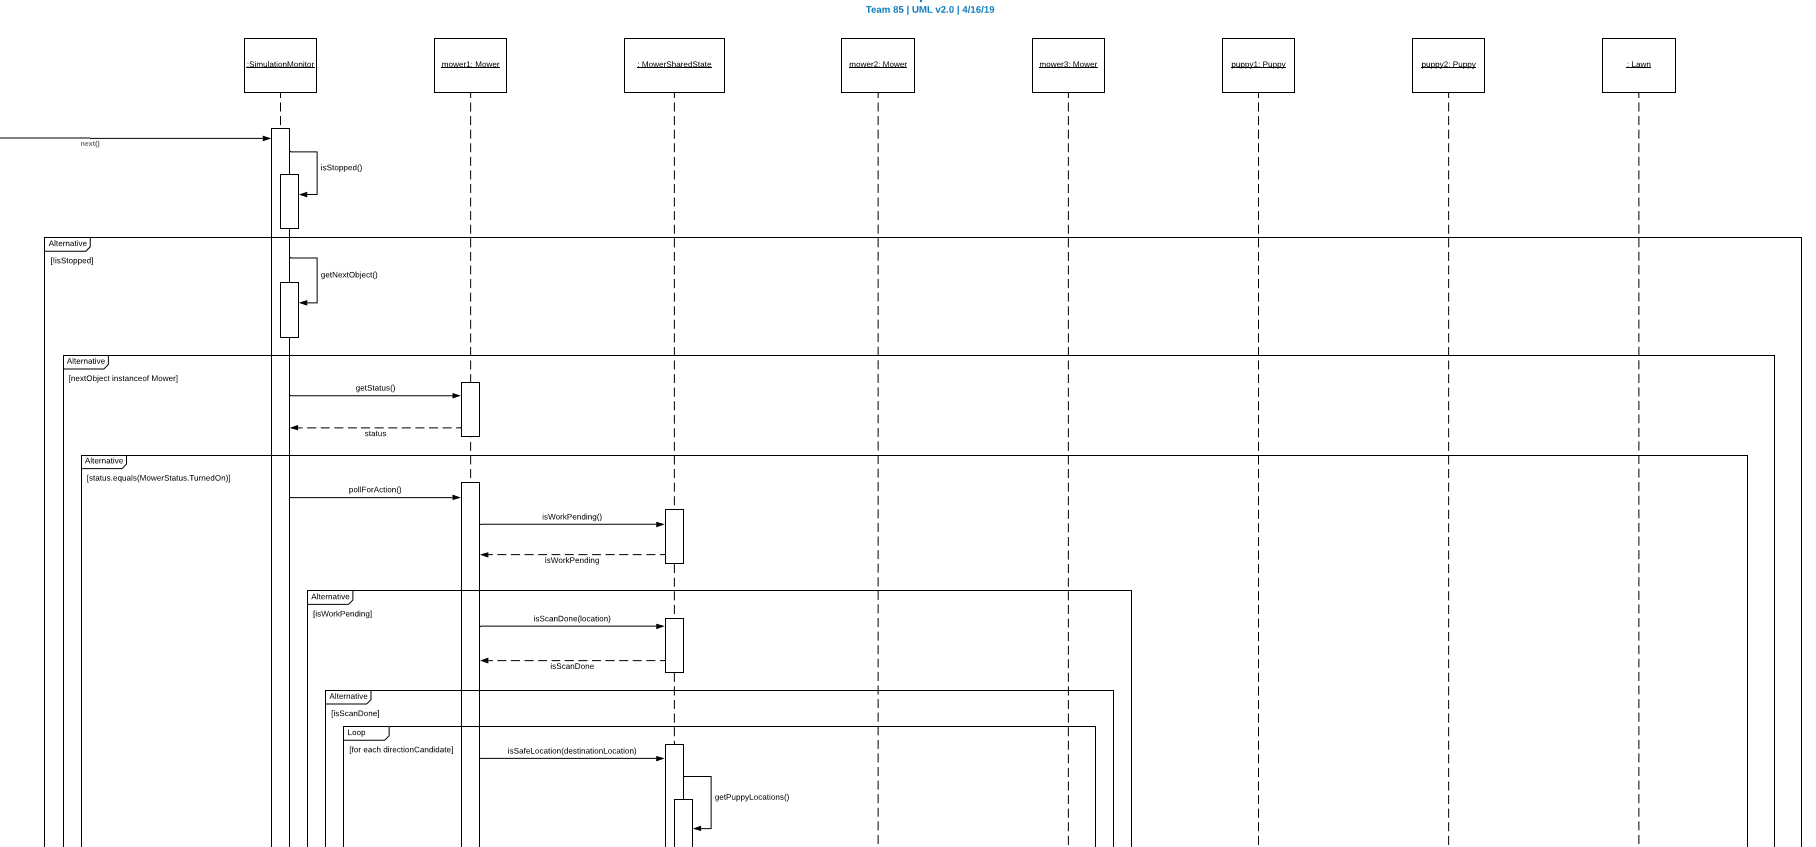 Team 85 | UML v2.0 | 4/16/19
:SimulationMonitor
mower1: Mower
: MowerSharedState
mower2: Mower
mower3: Mower
puppy1: Puppy
puppy2: Puppy
: Lawn
next()
isStopped()
Alternative
[!isStopped]
getNextObject()
Alternative
[nextObject instanceof Mower]
getStatus()
status
Alternative
[status.equals(MowerStatus.TurnedOn)]
pollForAction()
isWorkPending()
isWorkPending
Alternative
[isWorkPending]
isScanDone(location)
isScanDone
Alternative
[isScanDone]
Loop
[for each directionCandidate]
isSafeLocation(destinationLocation)
getPuppyLocations()